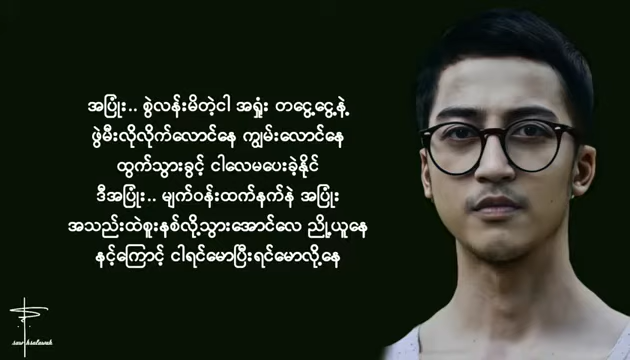 အပြုံး.. စွဲလန်းမိတဲ့ငါ အရှုံး တငွေ့ငွေ့နဲ့
ဖွဲမီးလိုလိုက်လောင်နေ ကျွမ်းလောင်နေ
ထွက်သွားခွင့် ငါလေမပေးခဲ့နိုင်
ဒီအပြုံး.. မျက်ဝန်းထက်နက်နဲ အပြုံး
အသည်းထဲစူးနစ်လို့သွားအောင်လေ ညှို့ယူနေ
နင့်ကြောင့် ငါရင်မောပြီးရင်မောလို့နေ